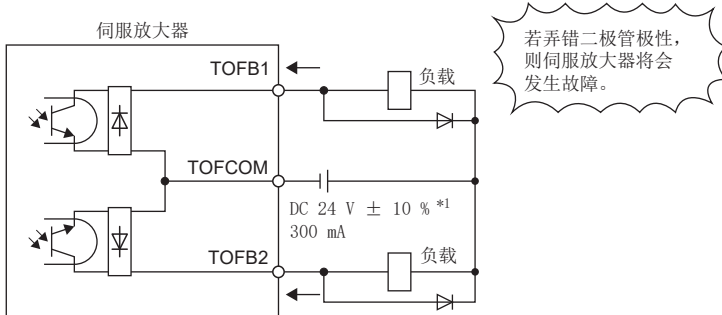 伺服放大器
若弄错二极管极性，
则伺服放大器将会
发生故障。
TOFB1
负载
TOFCOM
DC 24 V ± 10 % *1
300 mA
TOFB2
负载